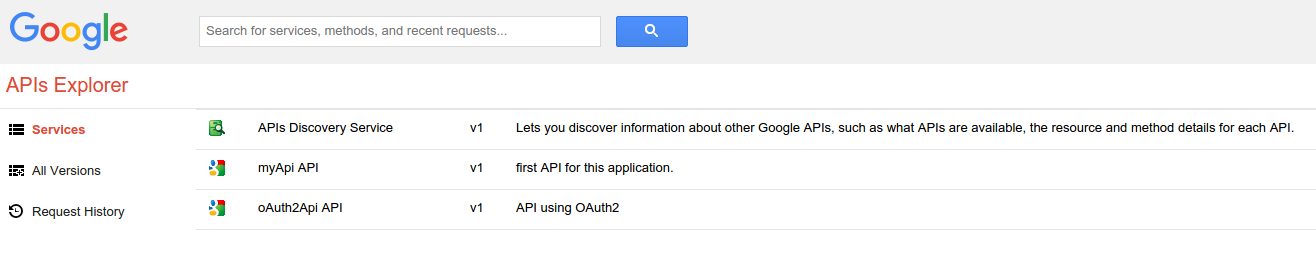 Google
Search for services, methods, and recent requests...
APIs Explorer
Services
All Versions
Request History
APIs Discovery Service v1 Lets you discover information about other Google APIs, such as what APIs are available, the resource and method details for each API.
myApi API v1 first API for this application.
oAuth2Api API v1 API using OAuth2